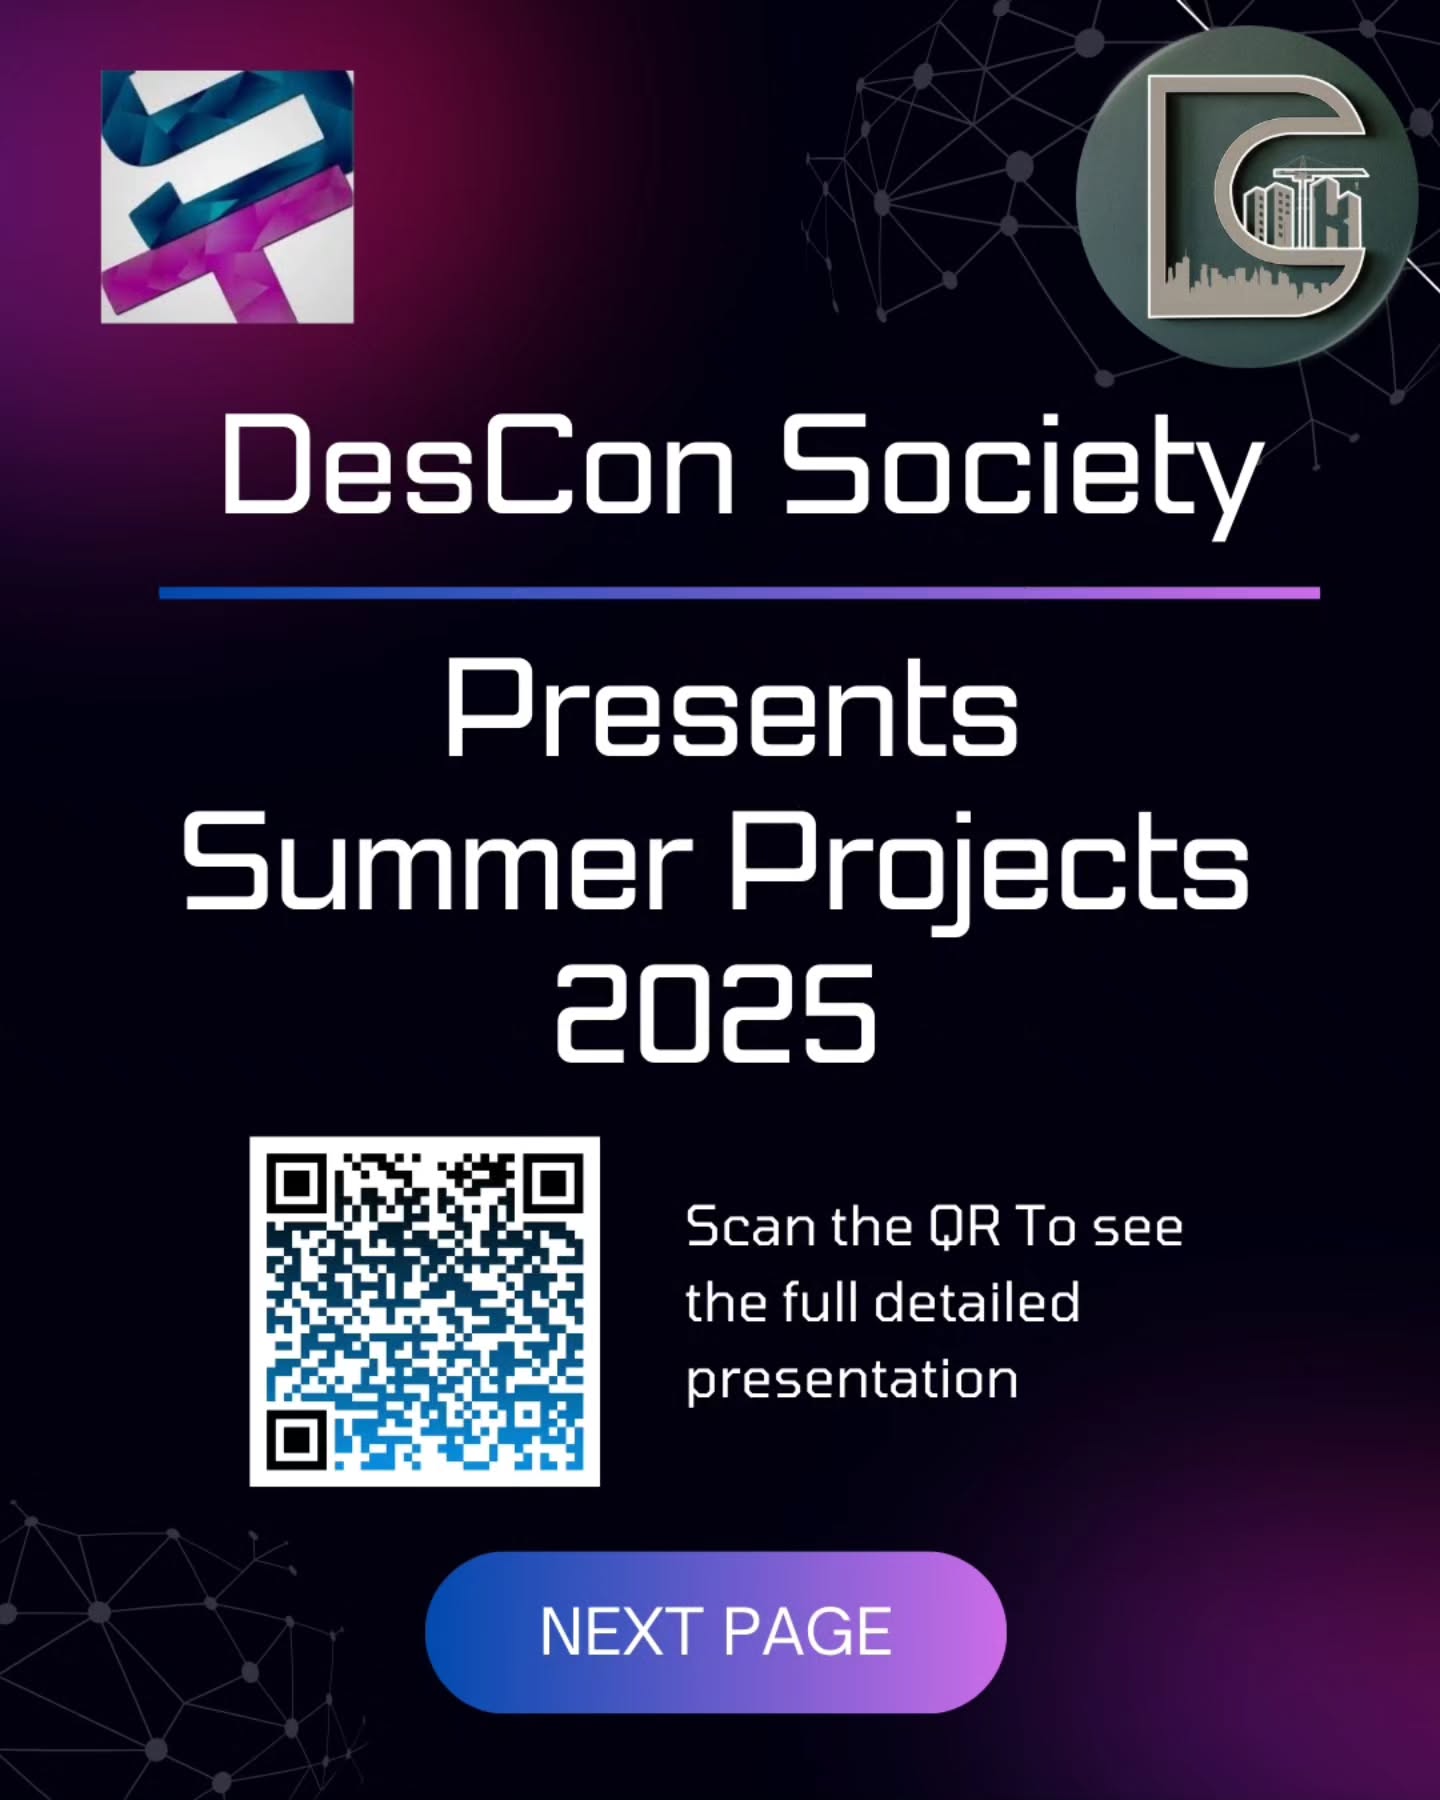 DesCon Society
Presents
Summer Projects
2025
Scan the QR To see
the full detailed
presentation
NEXT PAGE